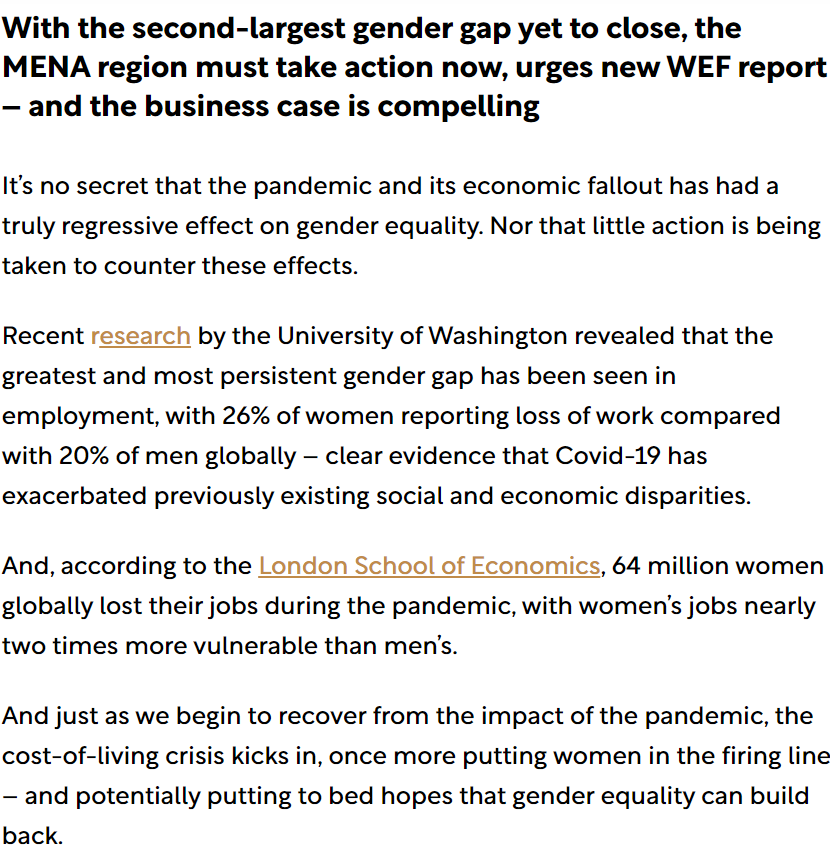 With the second-largest gender gap yet to close, the
MENA region must take action now, urges new WEF report
– and the business case is compelling
It’s no secret that the pandemic and its economic fallout has had a
truly regressive effect on gender equality. Nor that little action is being
taken to counter these effects.
Recent research by the University of Washington revealed that the
greatest and most persistent gender gap has been seen in
employment, with 26% of women reporting loss of work compared
with 20% of men globally – clear evidence that Covid-19 has
exacerbated previously existing social and economic disparities.
And, according to the London School of Economics, 64 million women
globally lost their jobs during the pandemic, with women’s jobs nearly
two times more vulnerable than men’s.
And just as we begin to recover from the impact of the pandemic, the
cost-of-living crisis kicks in, once more putting women in the firing line
– and potentially putting to bed hopes that gender equality can build
back.